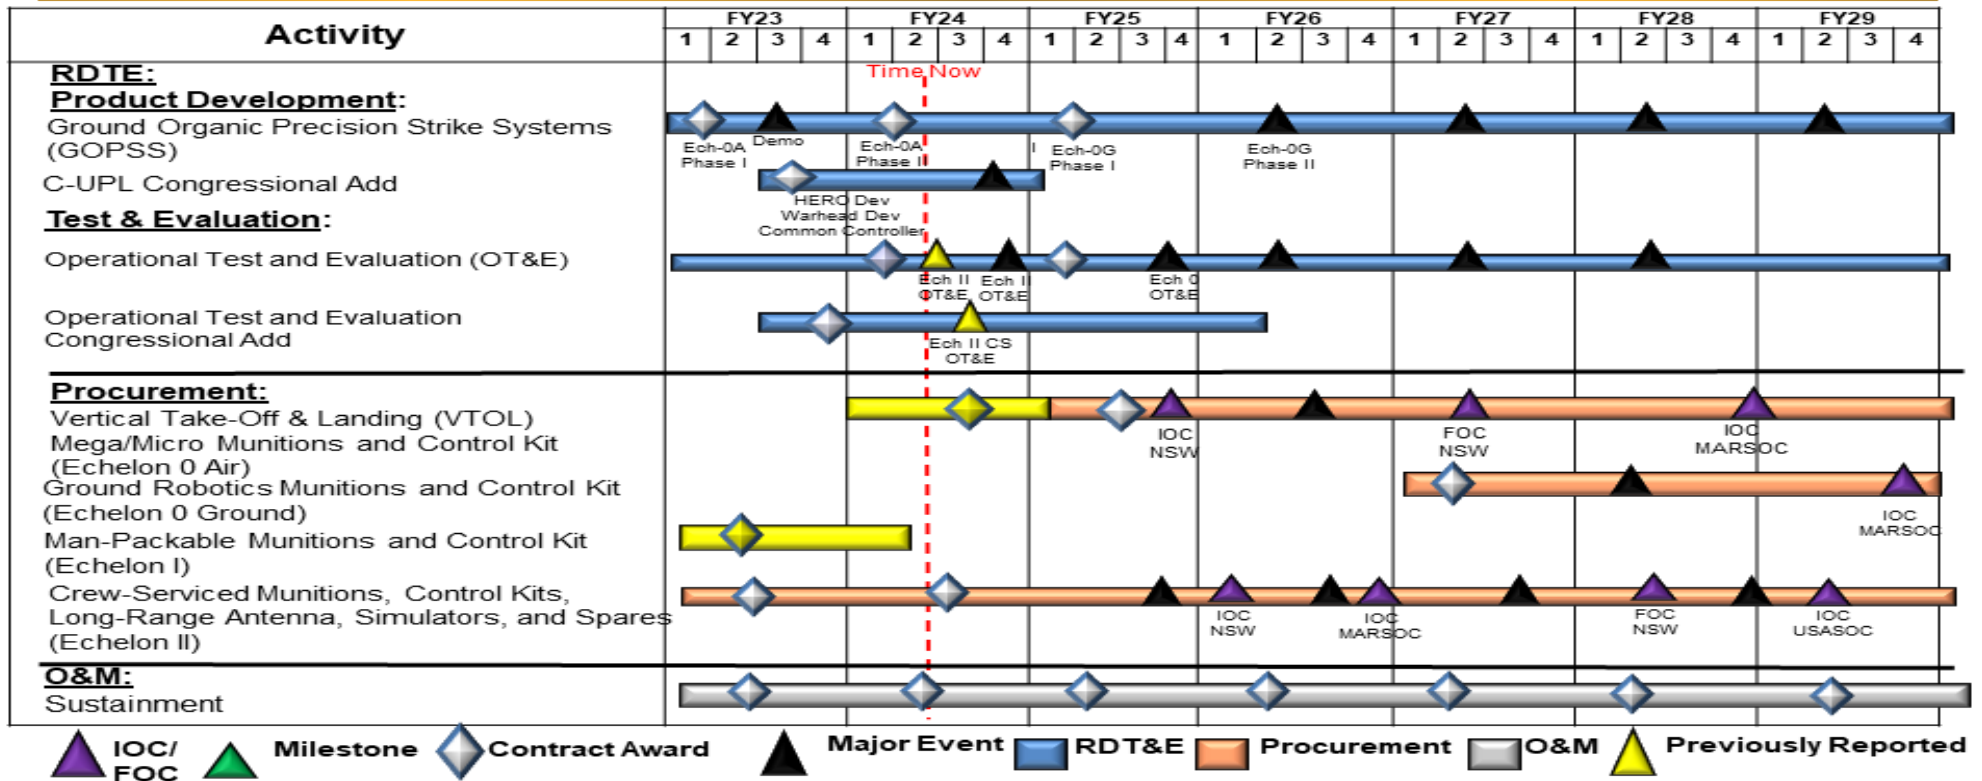 Activity
FY23 FY24 FY25 FY26 FY27 FY28 FY29
1 2 3 4 1 2 3 4 1 2 3 4 1 2 3 4 1 2 3 4 1 2 3 4 1 2 3 4
RDTE:
Time Now
Product Development:
Ground Organic Precision Strike Systems
(GOPSS)
Ech-0A
Phase I
Demo
Ech-0A
Phase II
I
Ech-0G
Phase I
Ech-0G
Phase II
C-UPL Congressional Add
HERO Dev
Warhead Dev
Common Controller
Test & Evaluation:
Operational Test and Evaluation (OT&E)
Ech II
OT&E
Ech II
OT&E
Ech 0
OT&E
Operational Test and Evaluation
Congressional Add
Ech II CS
OT&E
Procurement:
Vertical Take-Off & Landing (VTOL)
Mega/Micro Munitions and Control Kit
(Echelon 0 Air)
IOC
NSW
FOC
NSW
IOC
MARSOC
Ground Robotics Munitions and Control Kit
(Echelon 0 Ground)
IOC
MARSOC
Man-Packable Munitions and Control Kit
(Echelon I)
Crew-Serviced Munitions, Control Kits,
Long-Range Antenna, Simulators, and Spares
(Echelon II)
IOC
NSW
IOC
MARSOC
FOC
NSW
IOC
USASOC
O&M:
Sustainment
IOC/
FOC
Milestone
Contract Award
Major Event
RDT&E
Procurement
O&M
Previously Reported